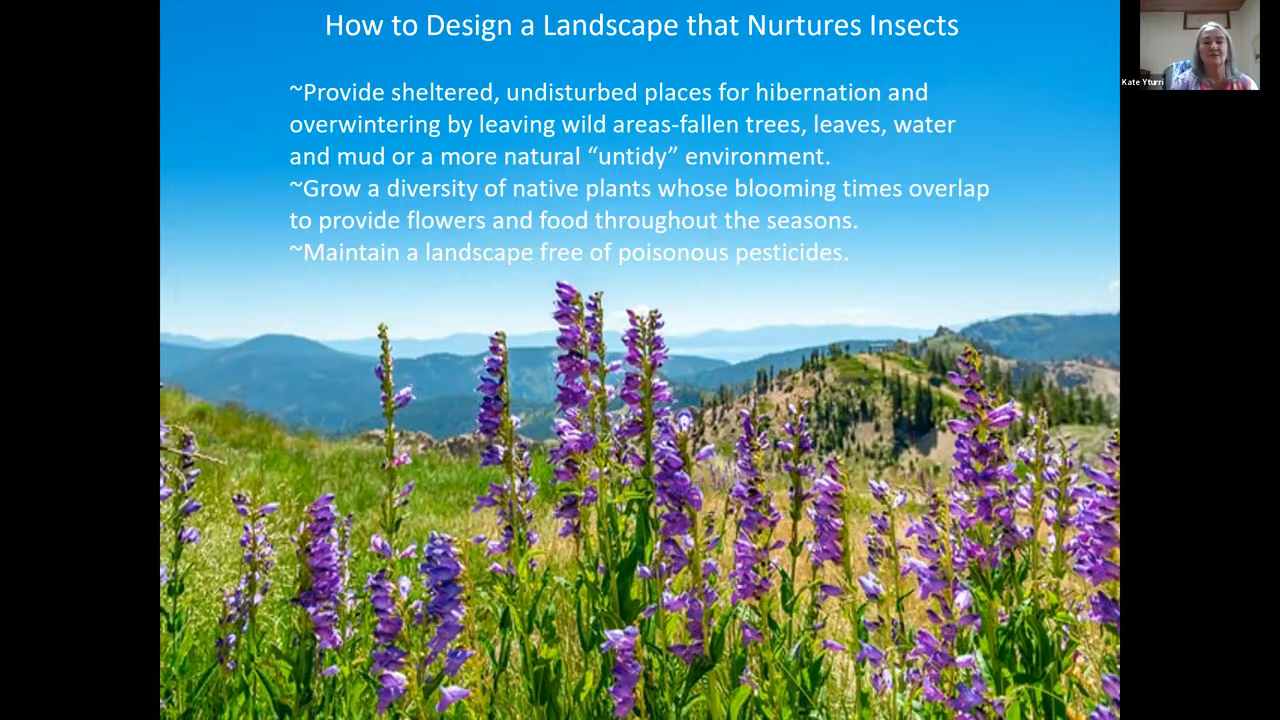 How to Design a Landscape that Nurtures Insects
~Provide sheltered, undisturbed places for hibernation and
overwintering by leaving wild areas-fallen trees, leaves, water
and mud or a more natural “untidy” environment.
~Grow a diversity of native plants whose blooming times overlap
to provide flowers and food throughout the seasons.
~Maintain a landscape free of poisonous pesticides.
Kate Yturri